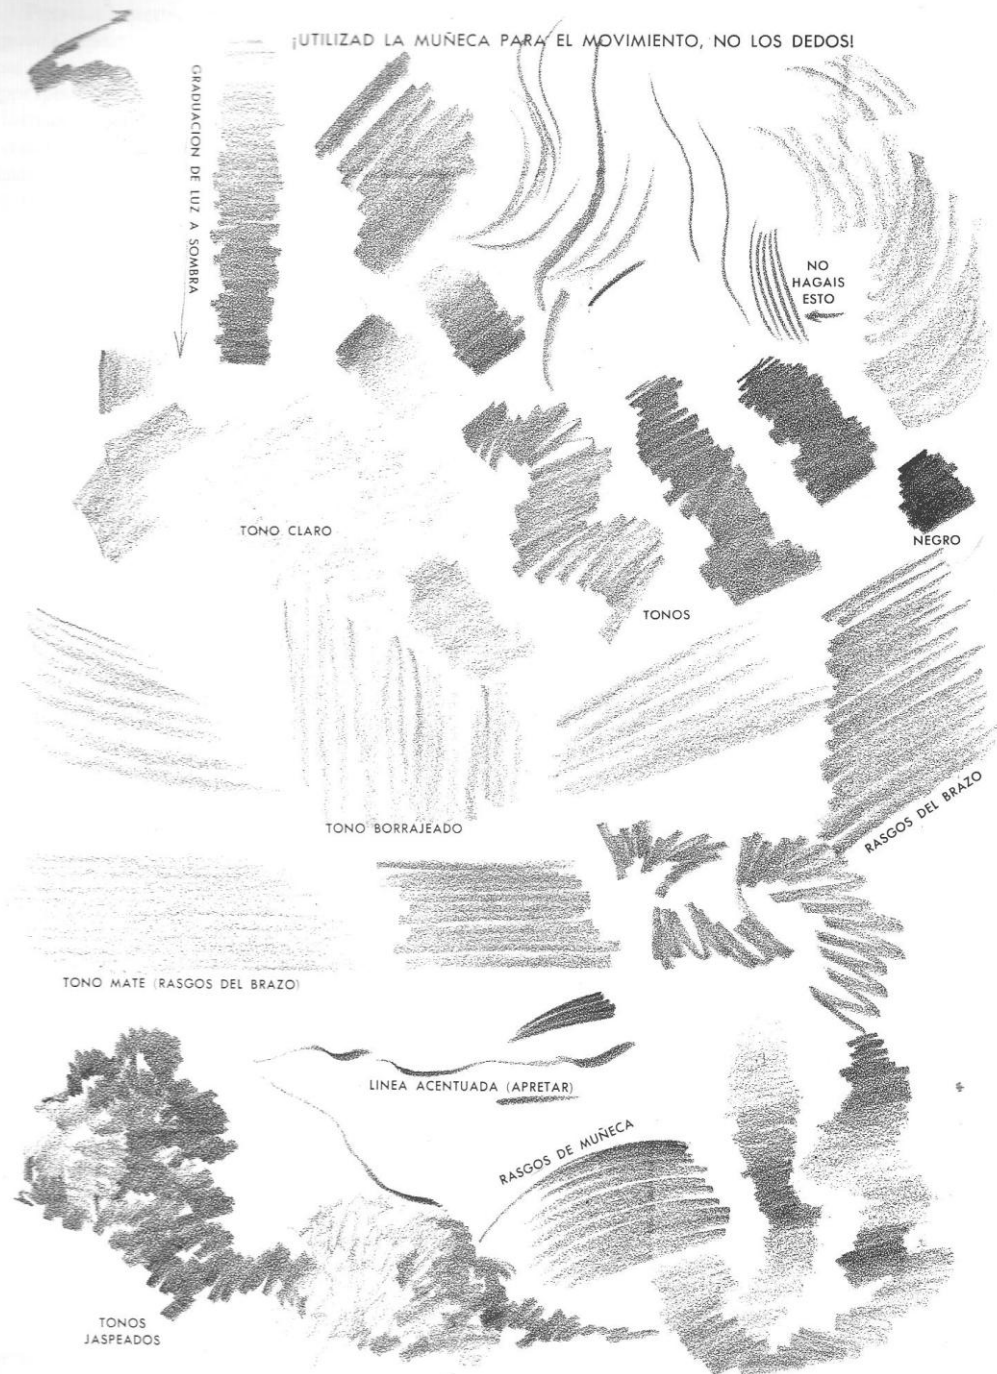 ¡UTILIZAD LA MUÑECA PARA EL MOVIMIENTO, NO LOS DEDOS!
GRADUACION DE LUZ A SOMBRA
NO
HAGAIS
ESTO
TONO CLARO
NEGRO
TONOS
TONO BORRAJEADO
RASGOS DEL BRAZO
TONO MATE (RASGOS DEL BRAZO)
LINEA ACENTUADA (APRETAR)
RASGOS DE MUÑECA
TONOS
JASPEADOS